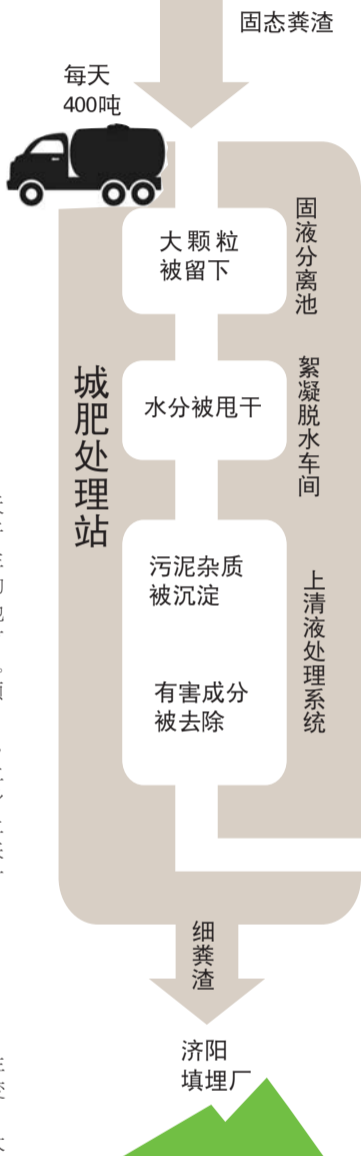 固态粪渣
每天
400吨
大颗粒
被留下
固液分离池
城肥处理站
水分被甩干
絮凝脱水车间
污泥杂质
被沉淀
有害成分
被去除
上清液处理系统
细粪渣
济阳
填埋厂